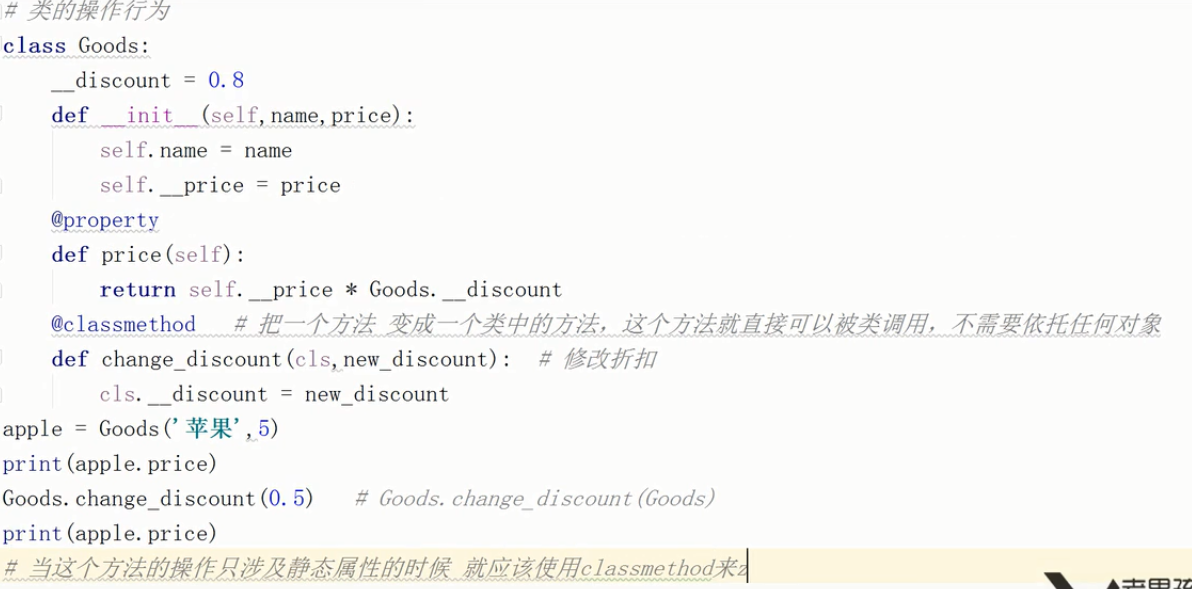 # 类的操作行为
class Goods:
    __discount = 0.8
    def __init__(self,name,price):
        self.name = name
        self.__price = price
    @property
    def price(self):
        return self.__price * Goods.__discount
    @classmethod   # 把一个方法 变成一个类中的方法，这个方法就直接可以被类调用，不需要依托任何对象
    def change_discount(cls,new_discount):  # 修改折扣
        cls.__discount = new_discount
apple = Goods('苹果',5)
print(apple.price)
Goods.change_discount(0.5)   # Goods.change_discount(Goods)
print(apple.price)
# 当这个方法的操作只涉及静态属性的时候 就应该使用classmethod来z